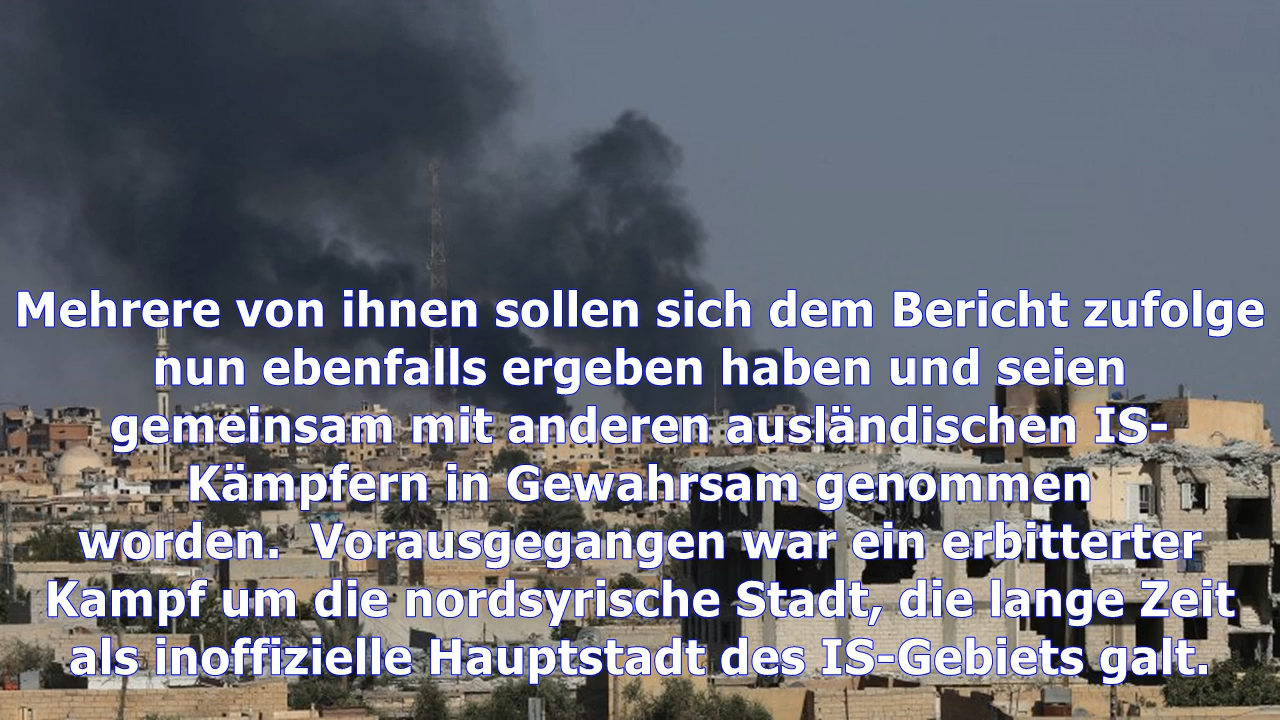 Mehrere von ihnen sollen sich dem Bericht zufolge
nun ebenfalls ergeben haben und seien
gemeinsam mit anderen ausländischen IS-
Kämpfern in Gewahrsam genommen
worden.  Vorausgegangen war ein erbitterter
Kampf um die nordsyrische Stadt, die lange Zeit
als inoffizielle Hauptstadt des IS-Gebiets galt.